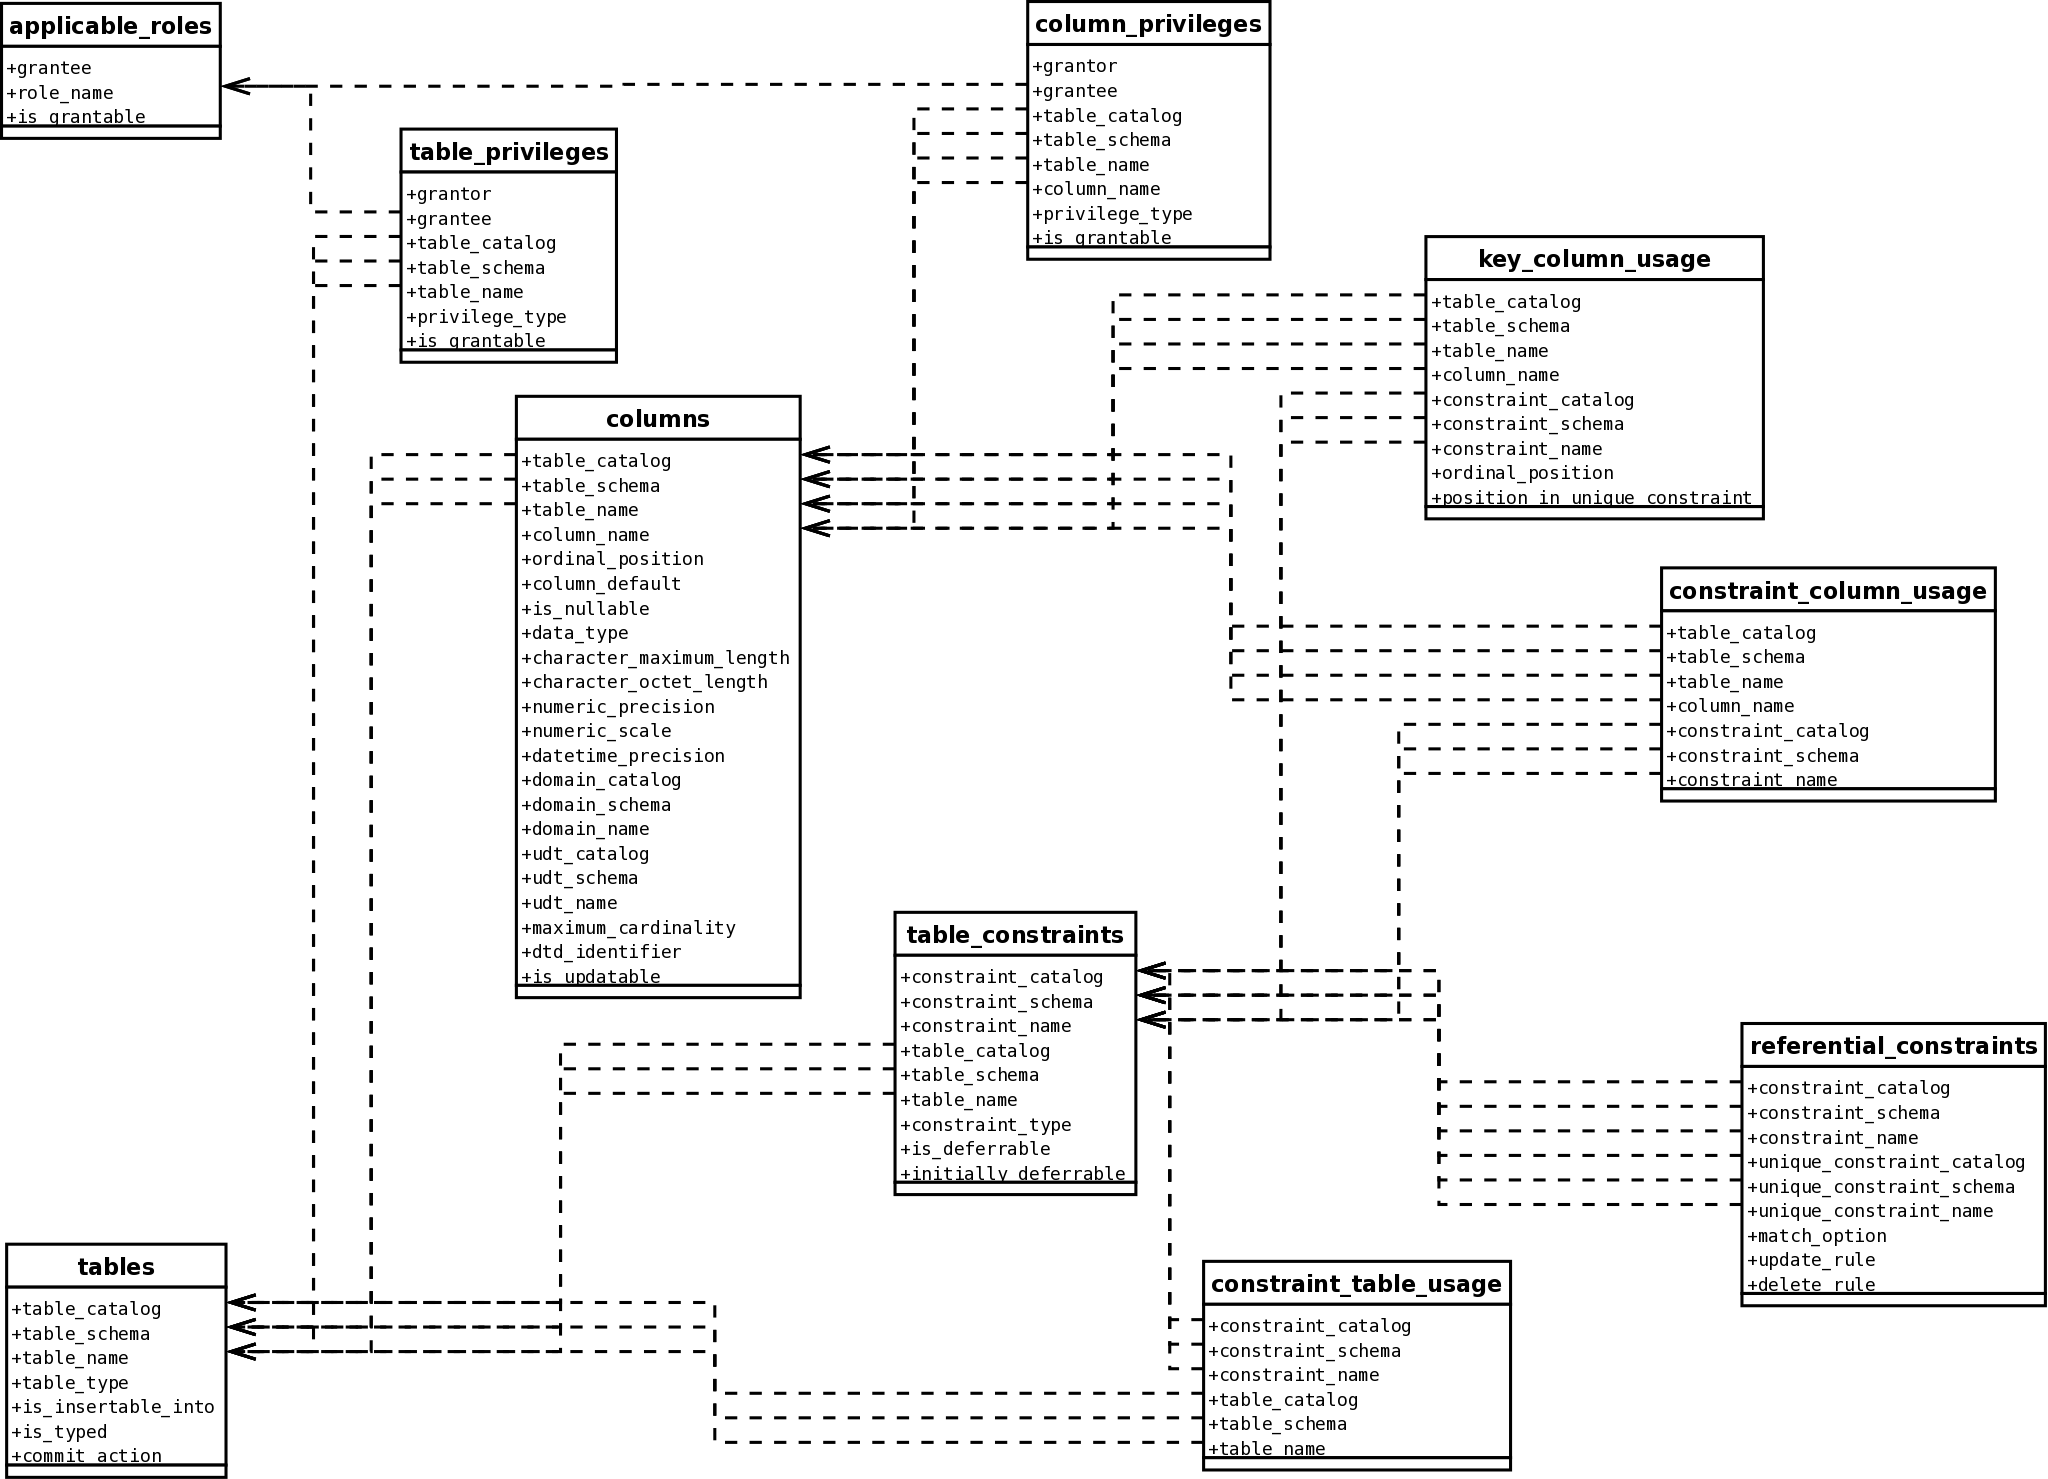 applicable_roles
+grantee
+role_name
+is_grantable
column_privileges
+grantor
+grantee
+table_catalog
+table_schema
+table_name
+column_name
+privilege_type
+is_grantable
table_privileges
+grantor
+grantee
+table_catalog
+table_schema
+table_name
+privilege_type
+is_grantable
key_column_usage
+table_catalog
+table_schema
+table_name
+column_name
+constraint_catalog
+constraint_schema
+constraint_name
+ordinal_position
+position_in_unique_constraint
columns
+table_catalog
+table_schema
+table_name
+column_name
+ordinal_position
+column_default
+is_nullable
+data_type
+character_maximum_length
+character_octet_length
+numeric_precision
+numeric_scale
+datetime_precision
+domain_catalog
+domain_schema
+domain_name
+udt_catalog
+udt_schema
+udt_name
+maximum_cardinality
+dtd_identifier
+is_updatable
constraint_column_usage
+table_catalog
+table_schema
+table_name
+column_name
+constraint_catalog
+constraint_schema
+constraint_name
table_constraints
+constraint_catalog
+constraint_schema
+constraint_name
+table_catalog
+table_schema
+table_name
+constraint_type
+is_deferrable
+initially_deferrable
referential_constraints
+constraint_catalog
+constraint_schema
+constraint_name
+unique_constraint_catalog
+unique_constraint_schema
+unique_constraint_name
+match_option
+update_rule
+delete_rule
tables
+table_catalog
+table_schema
+table_name
+table_type
+is_insertable_into
+is_typed
+commit_action
constraint_table_usage
+constraint_catalog
+constraint_schema
+constraint_name
+table_catalog
+table_schema
+table_name